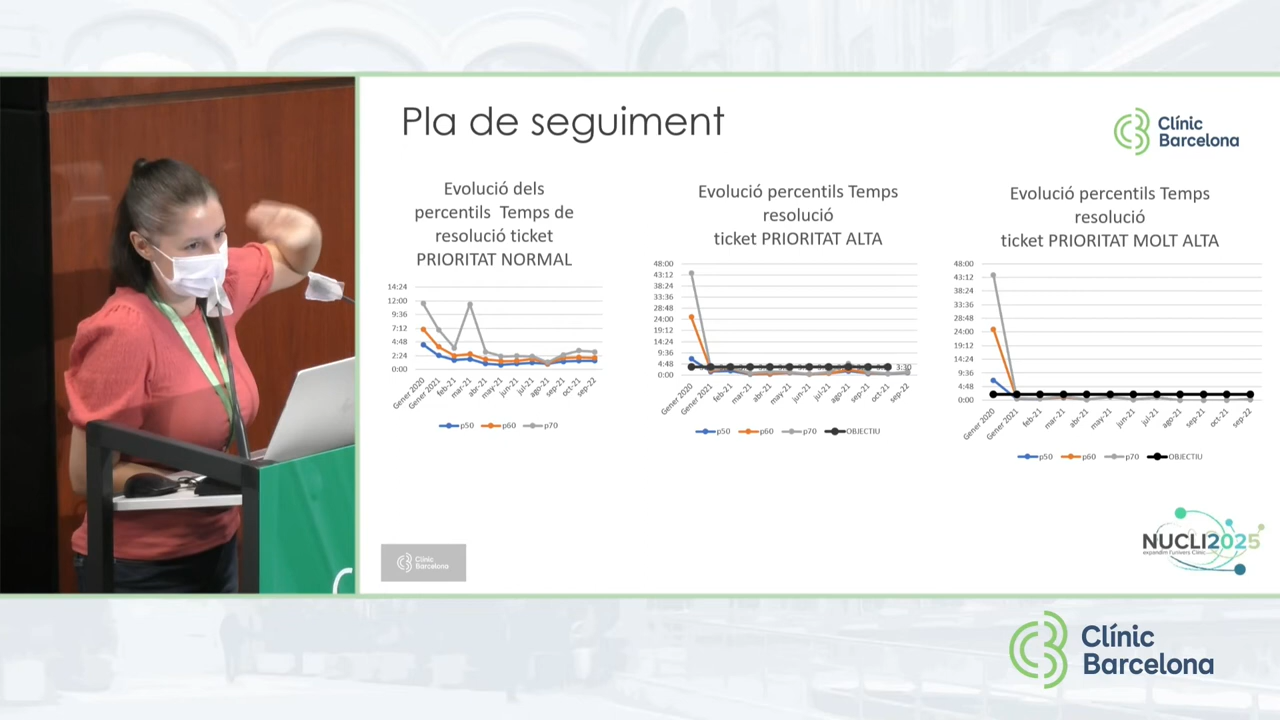 Pla de seguiment
Clínic
Barcelona
Evolució dels
percentils Temps de
resolució ticket
PRIORITAT NORMAL
14:24
12:00
9:36
7:12
4:48
2:24
0:00
Gener 2020
Gener 2021
feb-21
mar-21
abr-21
may-21
jun-21
jul-21
ago-21
sep-21
oct-21
sep-22
p50
p60
p70
Evolució percentils Temps
resolució
ticket PRIORITAT ALTA
48:00
43:12
38:24
33:36
28:48
24:00
19:12
14:24
9:36
4:48
0:00
3:30
Gener 2020
Gener 2021
feb-21
mar-21
abr-21
may-21
jun-21
jul-21
ago-21
sep-21
oct-21
sep-22
p50
p60
p70
OBJECTIU
Evolució percentils Temps
resolució
ticket PRIORITAT MOLT ALTA
48:00
43:12
38:24
33:36
28:48
24:00
19:12
14:24
9:36
4:48
0:00
Gener 2020
Gener 2021
feb-21
mar-21
abr-21
may-21
jun-21
jul-21
ago-21
sep-21
oct-21
sep-22
p50
p60
p70
OBJECTIU
NUCLI2025
expandim l'univers Clínic
Clínic
Barcelona
Clínic
Barcelona